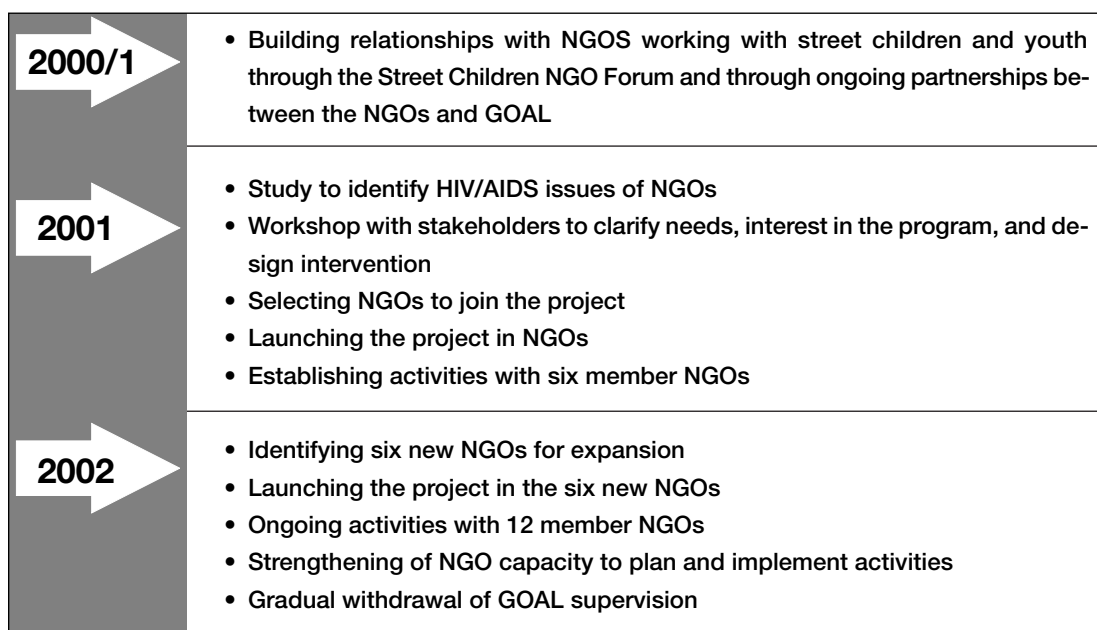 2000/1
• Building relationships with NGOS working with street children and youth
through the Street Children NGO Forum and through ongoing partnerships be-
tween the NGOs and GOAL
2001
• Study to identify HIV/AIDS issues of NGOs
• Workshop with stakeholders to clarify needs, interest in the program, and de-
sign intervention
• Selecting NGOs to join the project
• Launching the project in NGOs
• Establishing activities with six member NGOs
2002
• Identifying six new NGOs for expansion
• Launching the project in the six new NGOs
• Ongoing activities with 12 member NGOs
• Strengthening of NGO capacity to plan and implement activities
• Gradual withdrawal of GOAL supervision